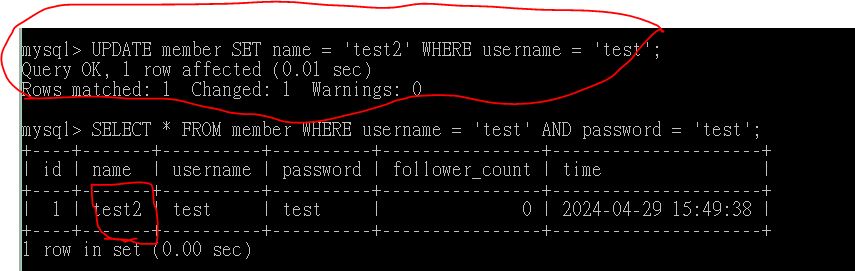 mysql> UPDATE member SET name = 'test2' WHERE username = 'test';
Query OK, 1 row affected (0.01 sec)
Rows matched: 1  Changed: 1  Warnings: 0
mysql> SELECT * FROM member WHERE username = 'test' AND password = 'test';
+----+-------+----------+----------+----------------+---------------------+
| id | name  | username | password | follower_count | time                |
+----+-------+----------+----------+----------------+---------------------+
|  1 | test2 | test     | test     |              0 | 2024-04-29 15:49:38 |
+----+-------+----------+----------+----------------+---------------------+
1 row in set (0.00 sec)